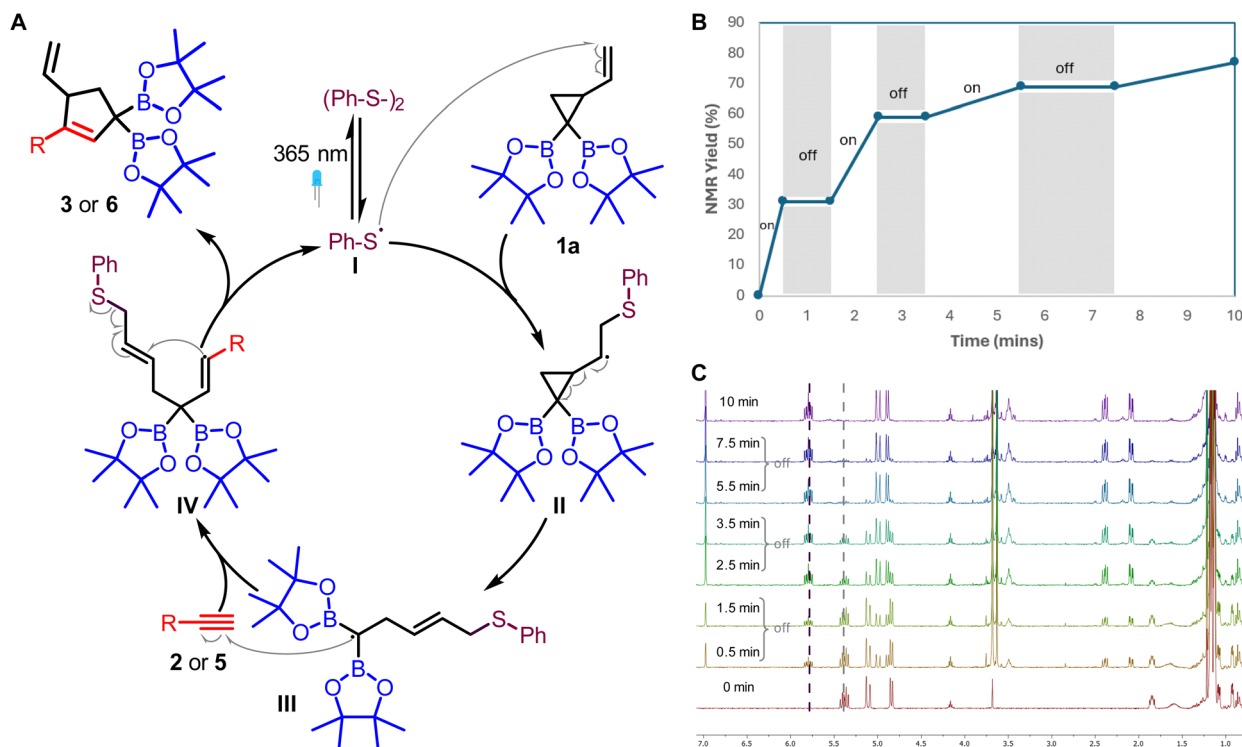 A
(Ph-S-)₂
365 nm
Ph-S·
I
1a
O
O
B
O
B
O
R
3 or 6
B
B
O
O
O
O
Ph
S
R
O
B
B
O
O
O
IV
Ph
S
B
B
O
O
O
O
II
R
2 or 5
O
O
B
B
O
O
S
Ph
III
B
NMR Yield (%)
90
80
70
60
50
40
30
20
10
0
on
off
on
off
on
off
0 1 2 3 4 5 6 7 8 9 10
Time (mins)
C
10 min
7.5 min
off
5.5 min
3.5 min
off
2.5 min
1.5 min
off
0.5 min
0 min
7.0 6.5 6.0 5.5 5.0 4.5 4.0 3.5 3.0 2.5 2.0 1.5 1.0